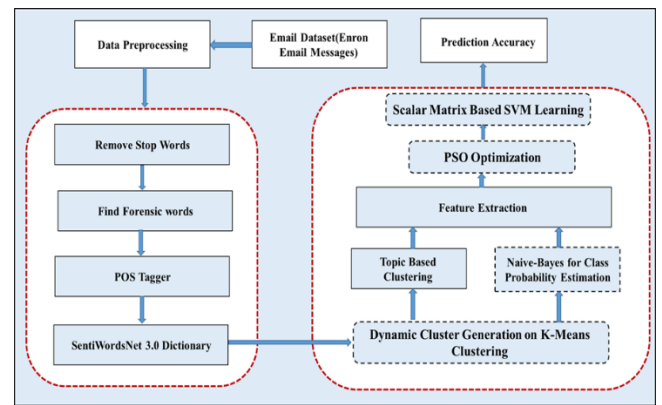 Data Preprocessing
Email Dataset(Enron
Email Messages)
Prediction Accuracy
Remove Stop Words
Find Forensic words
POS Tagger
SentiWordsNet 3.0 Dictionary
Scalar Matrix Based SVM Learning
PSO Optimization
Feature Extraction
Topic Based
Clustering
Naive-Bayes for Class
Probability Estimation
Dynamic Cluster Generation on K-Means
Clustering